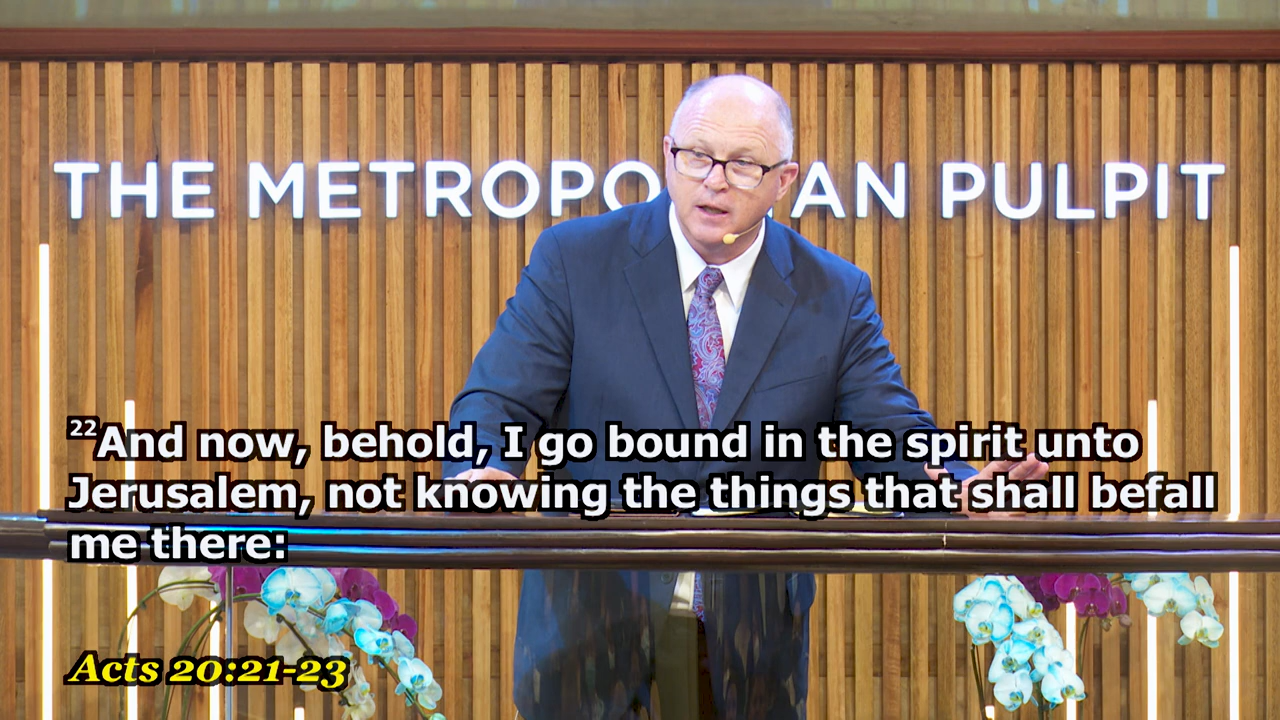 THE METROPO AN PULPIT
²²And now, behold, I go bound in the spirit unto
Jerusalem, not knowing the things that shall befall
me there:
Acts 20:21-23